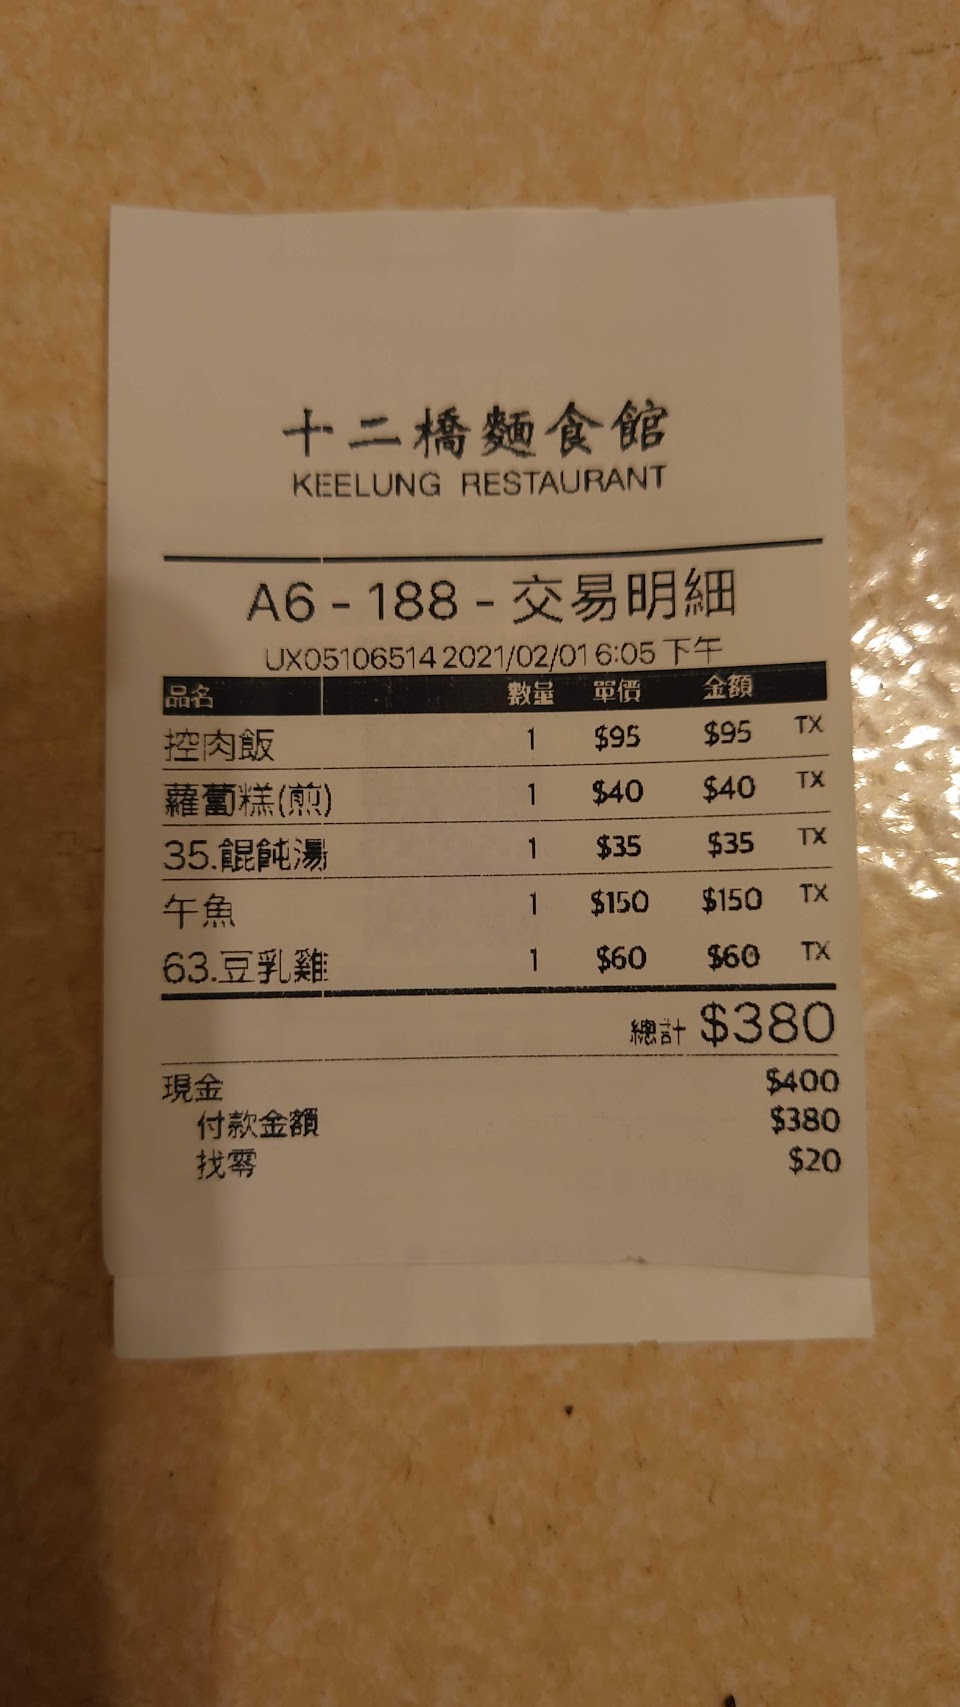 十二橋麵食館
KEELUNG RESTAURANT
A6 - 188 - 交易明細
UX05106514 2021/02/01 6:05 下午
品名 數量 單價 金額
控肉飯 1 $95 $95 TX
蘿蔔糕(煎) 1 $40 $40 TX
35.餛飩湯 1 $35 $35 TX
午魚 1 $150 $150 TX
63.豆乳雞 1 $60 $60 TX
總計 $380
現金 $400
付款金額 $380
找零 $20